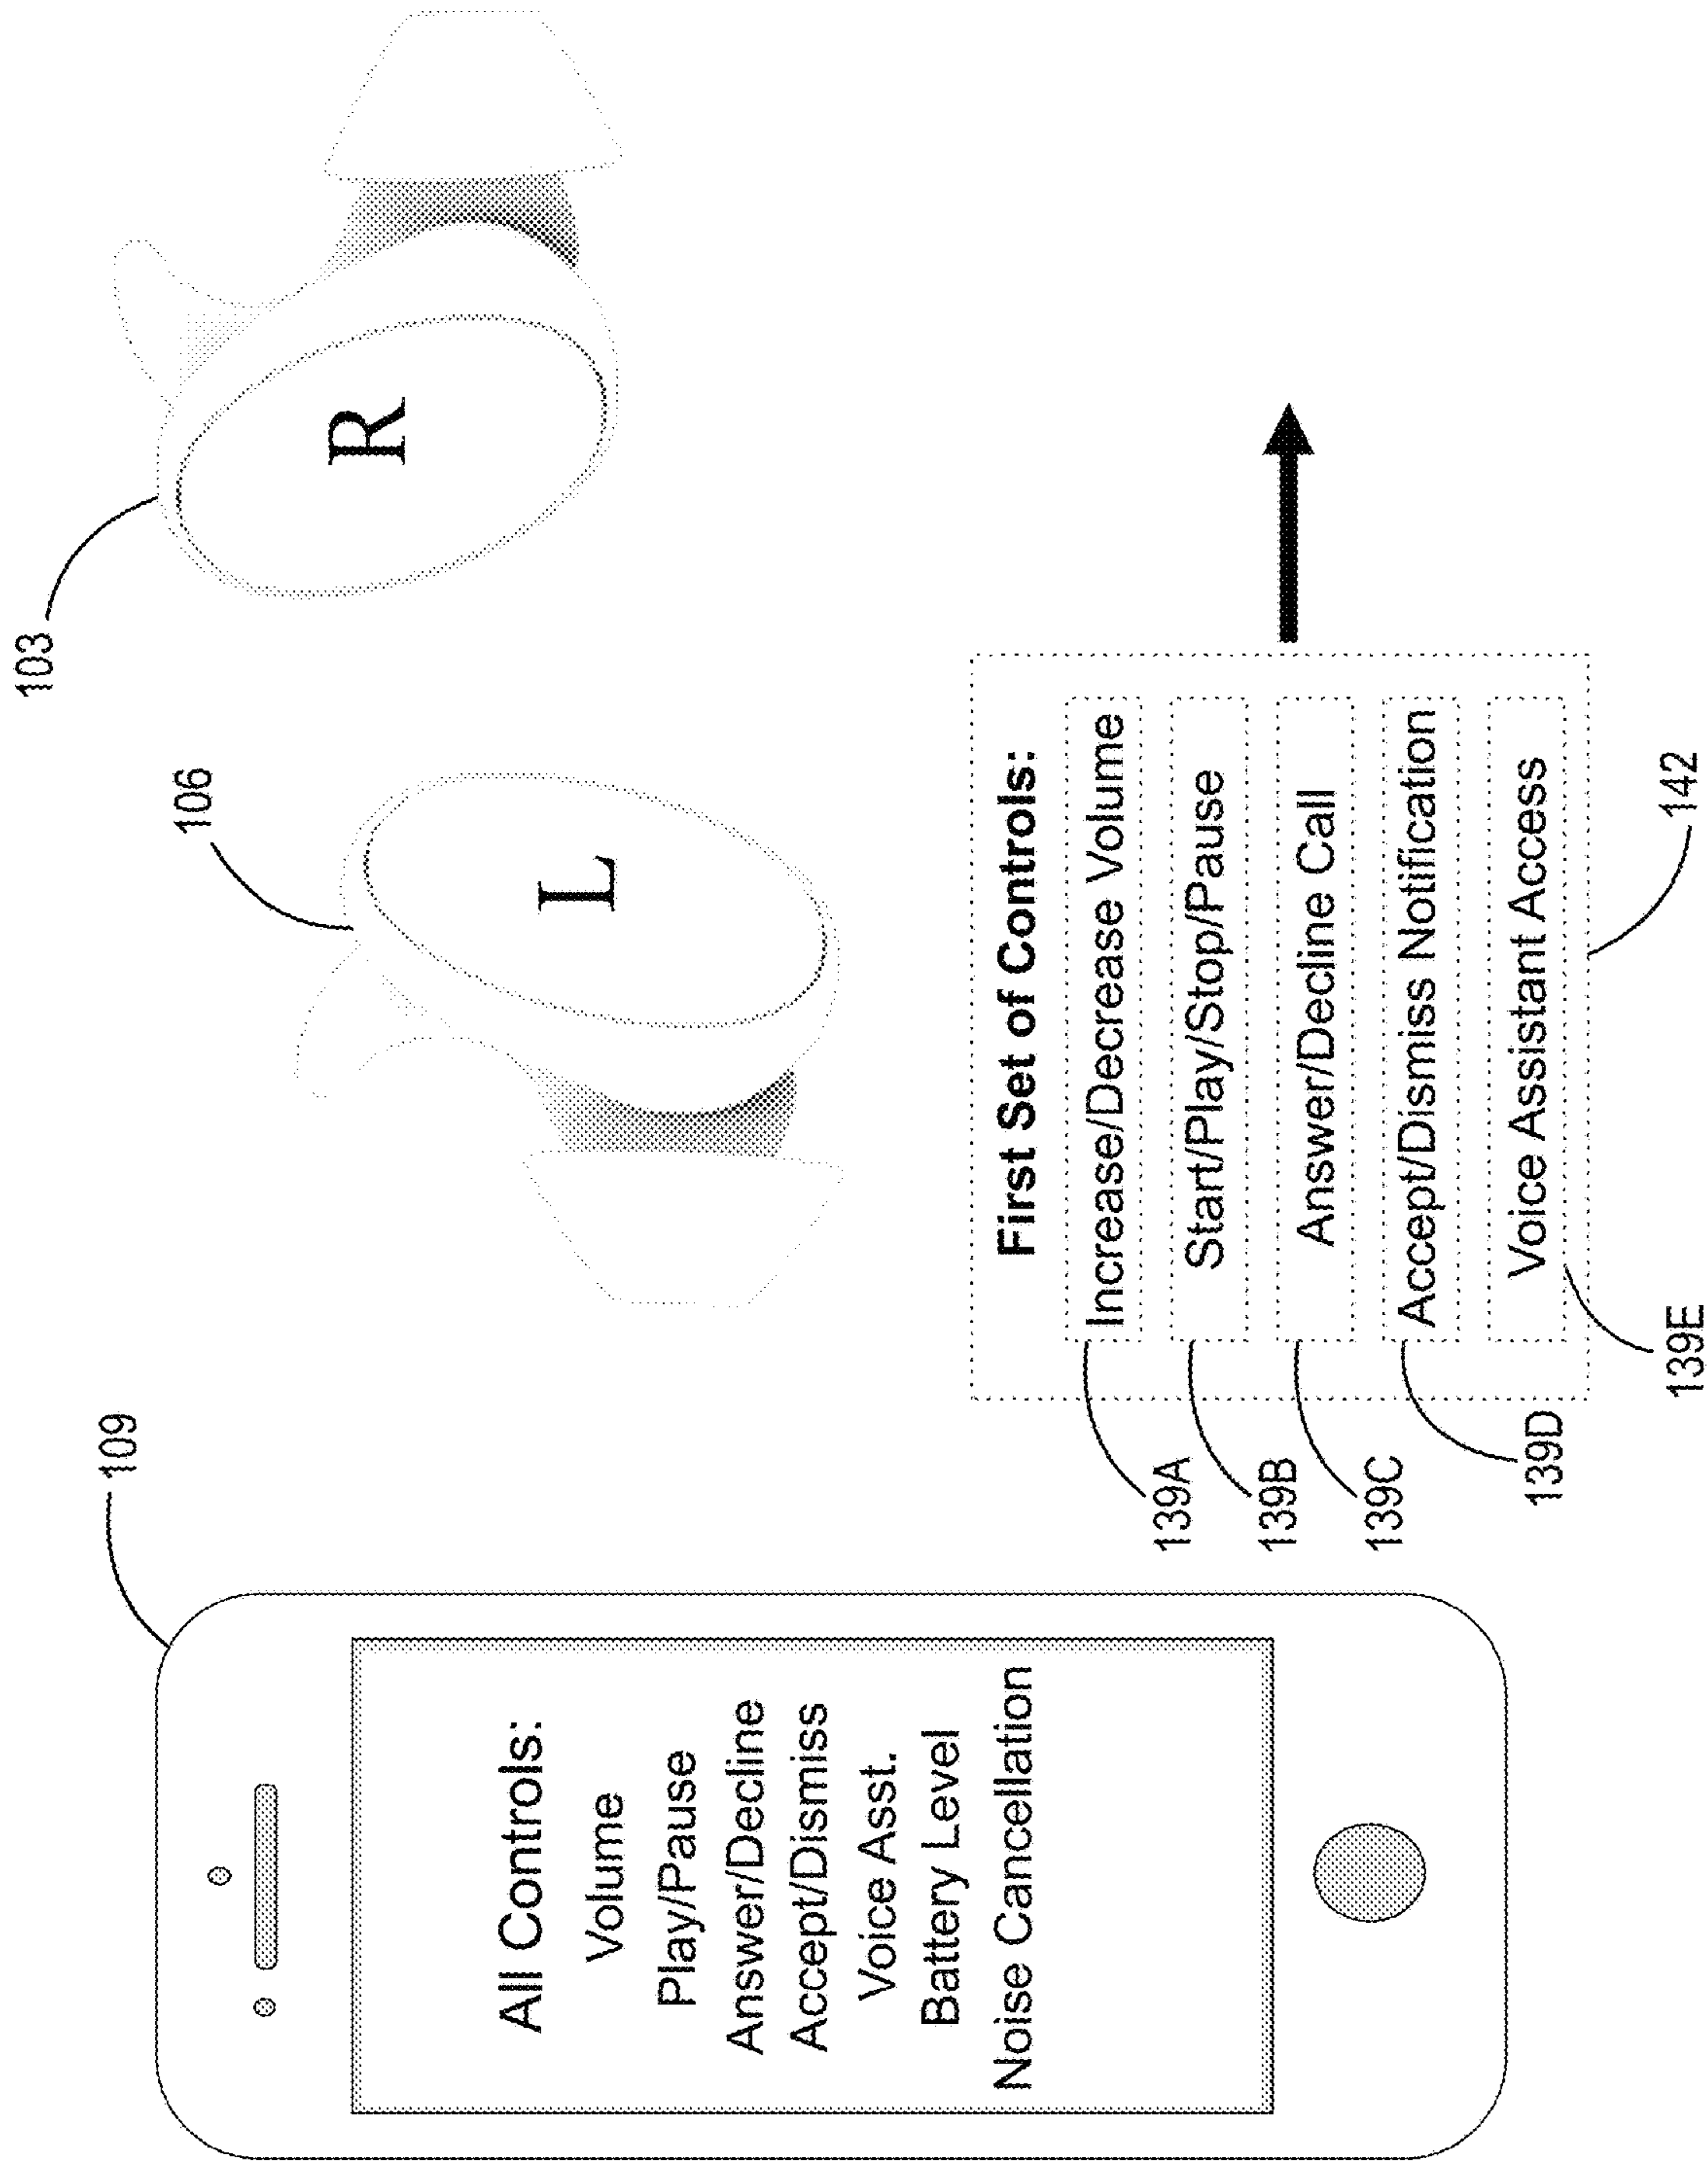 109
All Controls:
Volume
Play/Pause
Answer/Decline
Accept/Dismiss
Voice Asst.
Battery Level
Noise Cancellation
106
L
103
R
First Set of Controls:
Increase/Decrease Volume
Start/Play/Stop/Pause
Answer/Decline Call
Accept/Dismiss Notification
Voice Assistant Access
139A
139B
139C
139D
139E
142